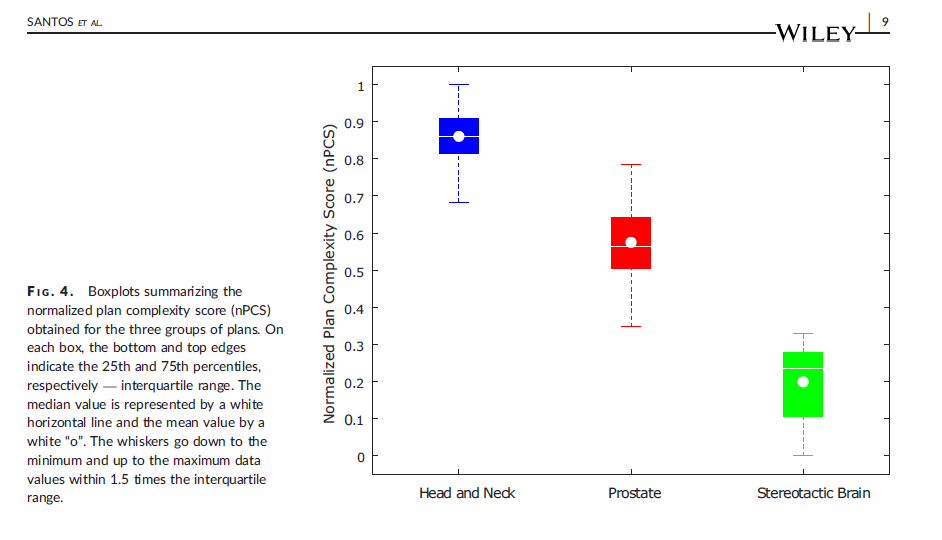 SANTOS ET AL.
WILEY
9
FIG. 4. Boxplots summarizing the
normalized plan complexity score (nPCS)
obtained for the three groups of plans. On
each box, the bottom and top edges
indicate the 25th and 75th percentiles,
respectively — interquartile range. The
median value is represented by a white
horizontal line and the mean value by a
white “o”. The whiskers go down to the
minimum and up to the maximum data
values within 1.5 times the interquartile
range.
Normalized Plan Complexity Score (nPCS)
1
0.9
0.8
0.7
0.6
0.5
0.4
0.3
0.2
0.1
0
Head and Neck
Prostate
Stereotactic Brain